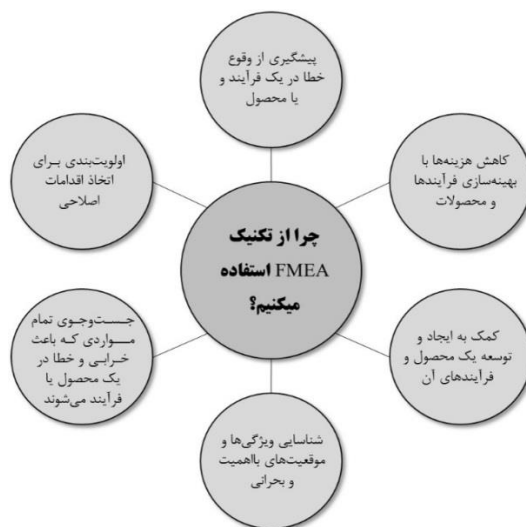 چرا از تکنیک
FMEA استفاده
میکنیم؟
پیشگیری از وقوع
خطا در یک فرآیند و
یا محصول
کاهش هزینه‌ها با
بهینه‌سازی فرآیندها
و محصولات
کمک به ایجاد و
توسعه یک محصول و
فرآیندهای آن
شناسایی ویژگی‌ها و
موقعیت‌های بااهمیت
و بحرانی
جست‌وجوی تمام
مواردی که باعث
خرابی و خطا در
یک محصول یا
فرآیند می‌شوند
اولویت‌بندی برای
اتخاذ اقدامات
اصلاحی